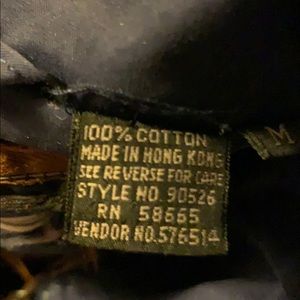 100% COTTON
MADE IN HONG KONG
SEE REVERSE FOR CARE
STYLE NO. 90526
RN 58665
VENDOR NO.576514
M